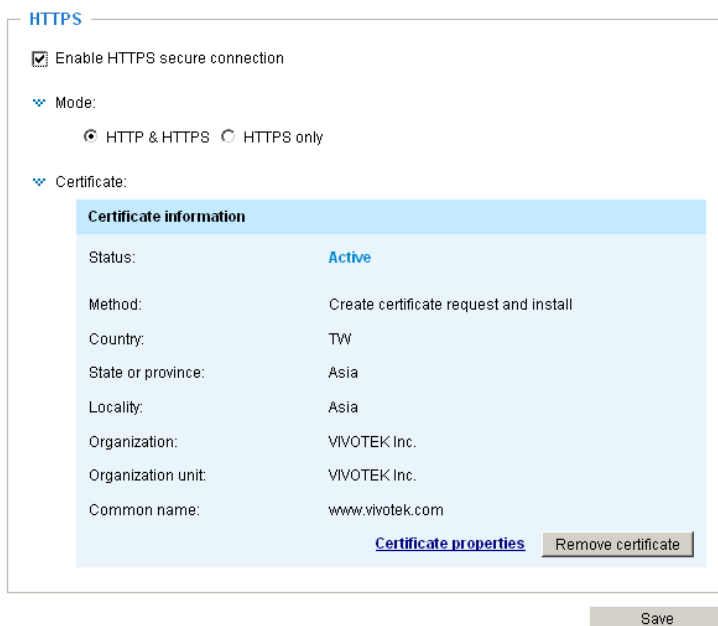 HTTPS
Enable HTTPS secure connection
Mode:
HTTP & HTTPS HTTPS only
Certificate:
Certificate information
Status: Active
Method: Create certificate request and install
Country: TW
State or province: Asia
Locality: Asia
Organization: VIVOTEK Inc.
Organization unit: VIVOTEK Inc.
Common name: www.vivotek.com
Certificate properties Remove certificate
Save